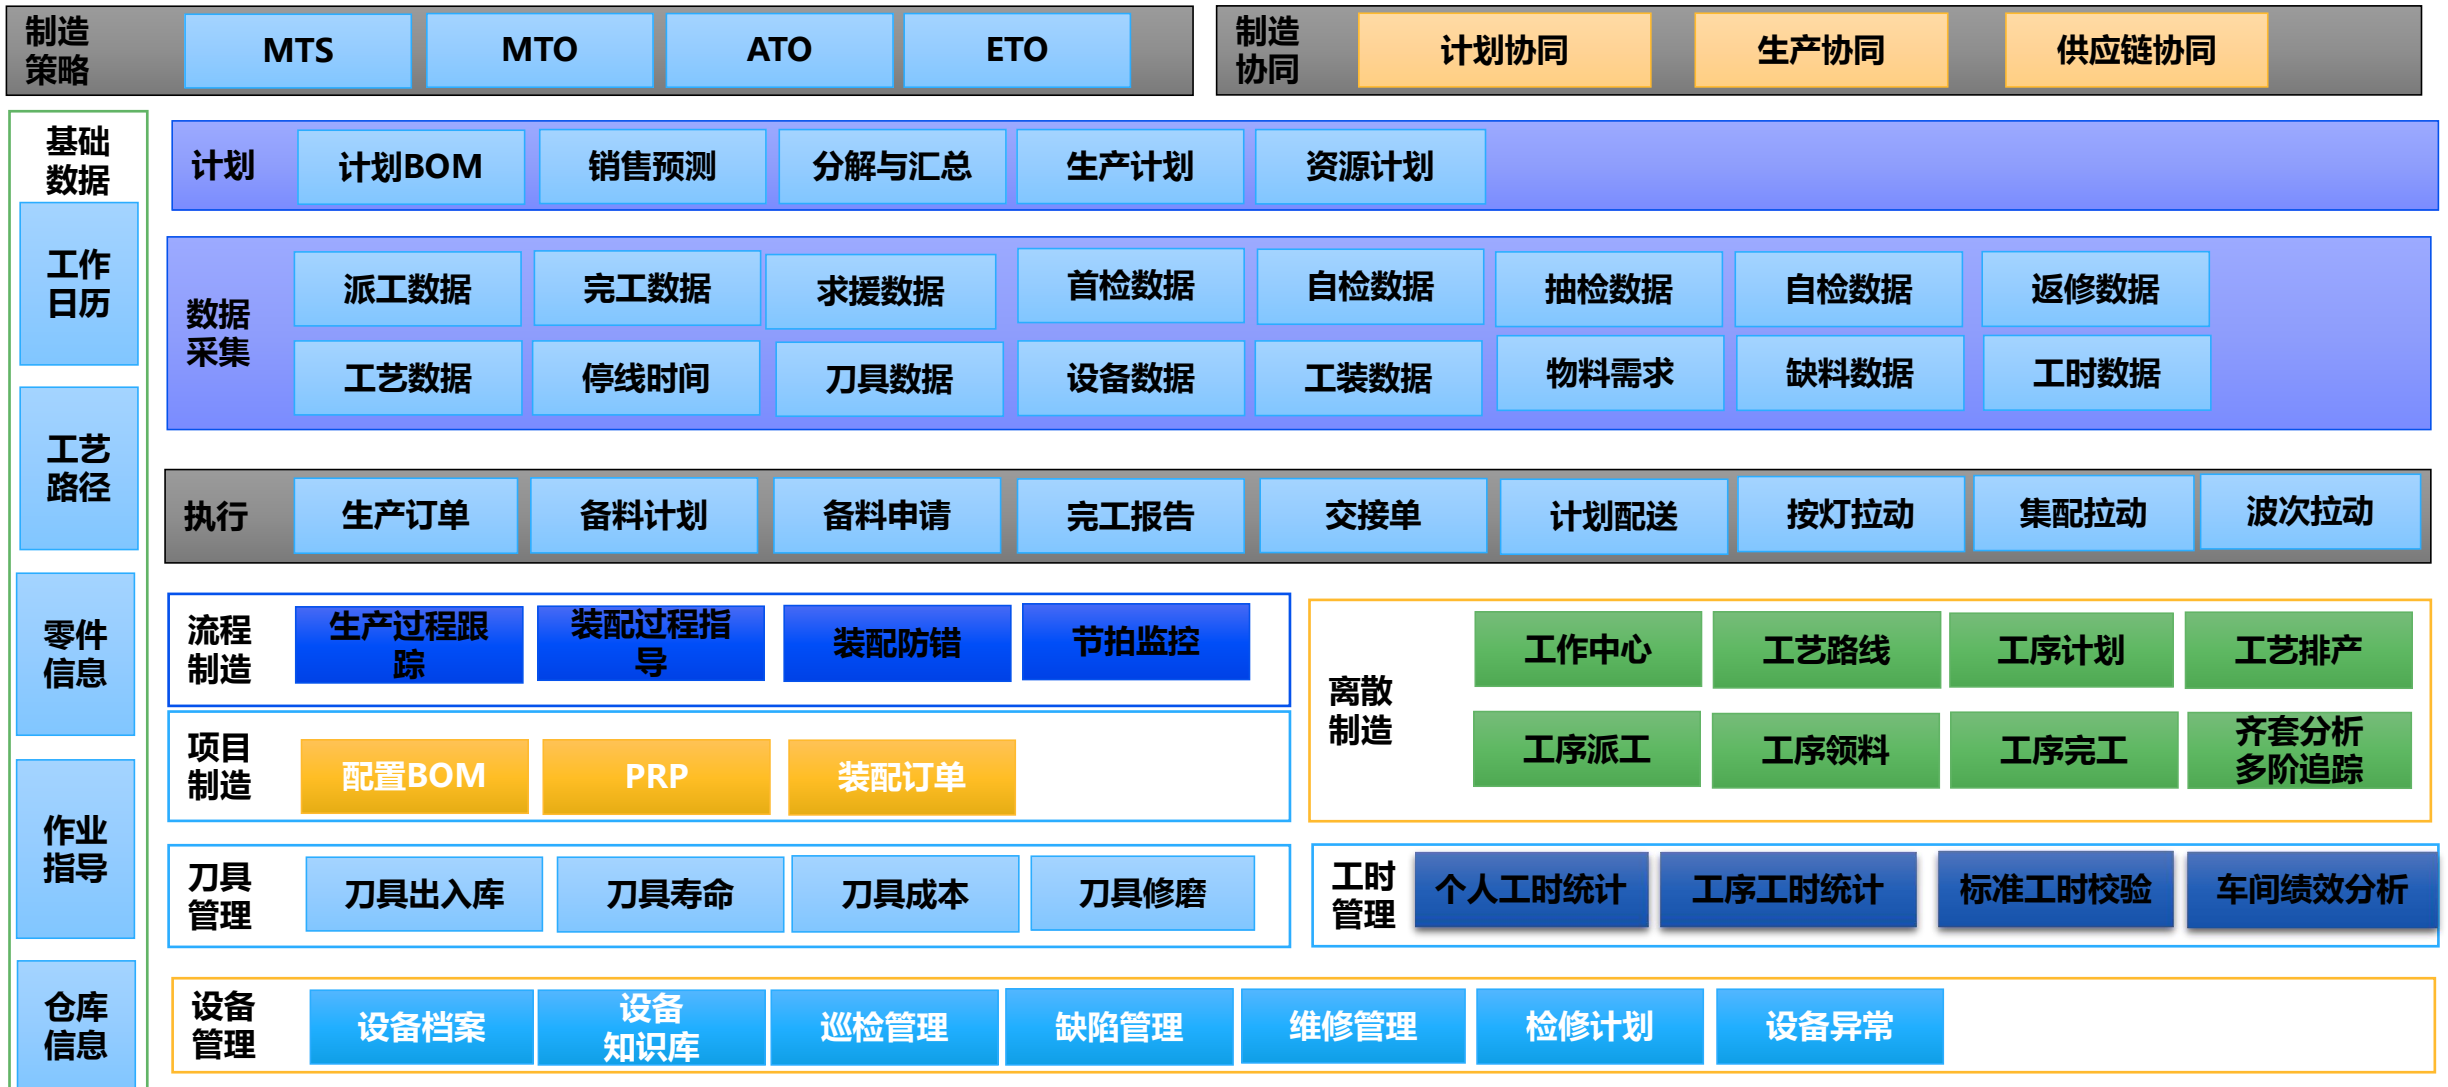 制造
策略
MTS
MTO
ATO
ETO
制造
协同
计划协同
生产协同
供应链协同
基础
数据
工作
日历
工艺
路径
零件
信息
作业
指导
仓库
信息
计划
计划BOM
销售预测
分解与汇总
生产计划
资源计划
数据
采集
派工数据
完工数据
求援数据
首检数据
自检数据
抽检数据
自检数据
返修数据
工艺数据
停线时间
刀具数据
设备数据
工装数据
物料需求
缺料数据
工时数据
执行
生产订单
备料计划
备料申请
完工报告
交接单
计划配送
按灯拉动
集配拉动
波次拉动
流程
制造
生产过程跟
踪
装配过程指
导
装配防错
节拍监控
项目
制造
配置BOM
PRP
装配订单
离散
制造
工作中心
工艺路线
工序计划
工艺排产
工序派工
工序领料
工序完工
齐套分析
多阶追踪
刀具
管理
刀具出入库
刀具寿命
刀具成本
刀具修磨
工时
管理
个人工时统计
工序工时统计
标准工时校验
车间绩效分析
设备
管理
设备档案
设备
知识库
巡检管理
缺陷管理
维修管理
检修计划
设备异常